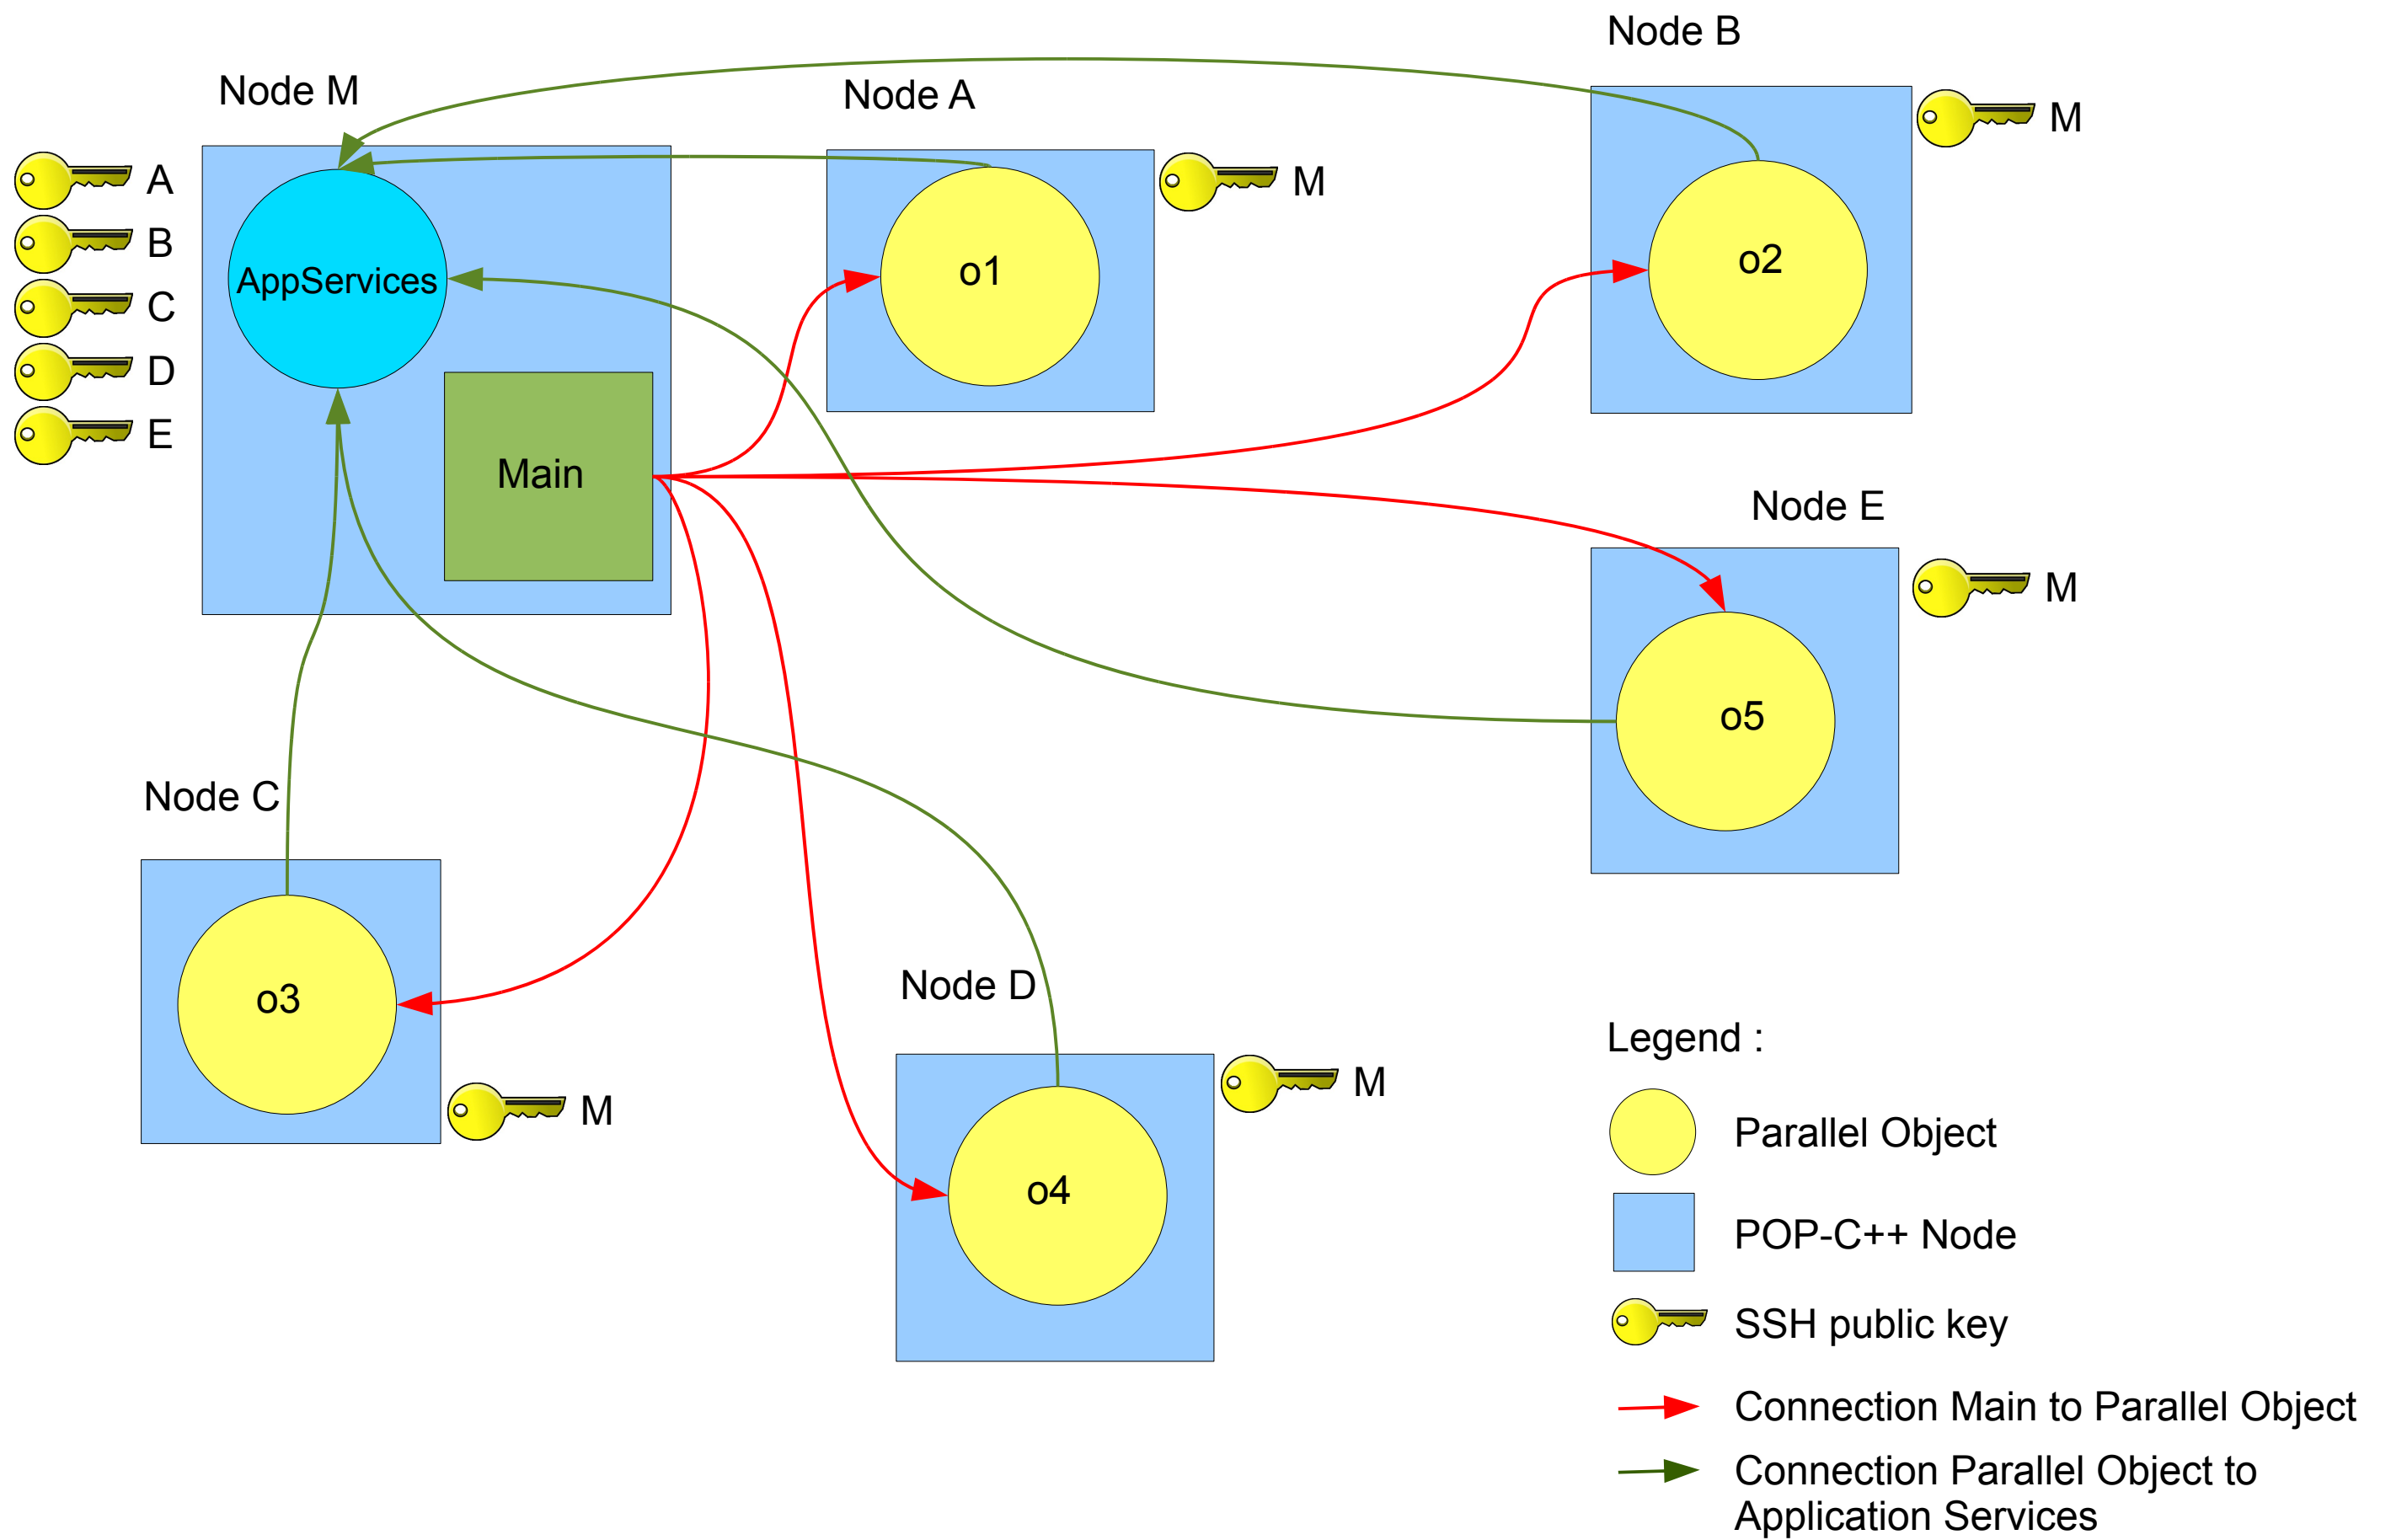 Node B
Node M
Node A
M
A
M
B
o2
o1
AppServices
C
D
E
Main
Node E
M
o5
Node C
Node D
o3
Legend :
M
M
Parallel Object
o4
POP-C++ Node
SSH public key
Connection Main to Parallel Object
Connection Parallel Object to
Application Services